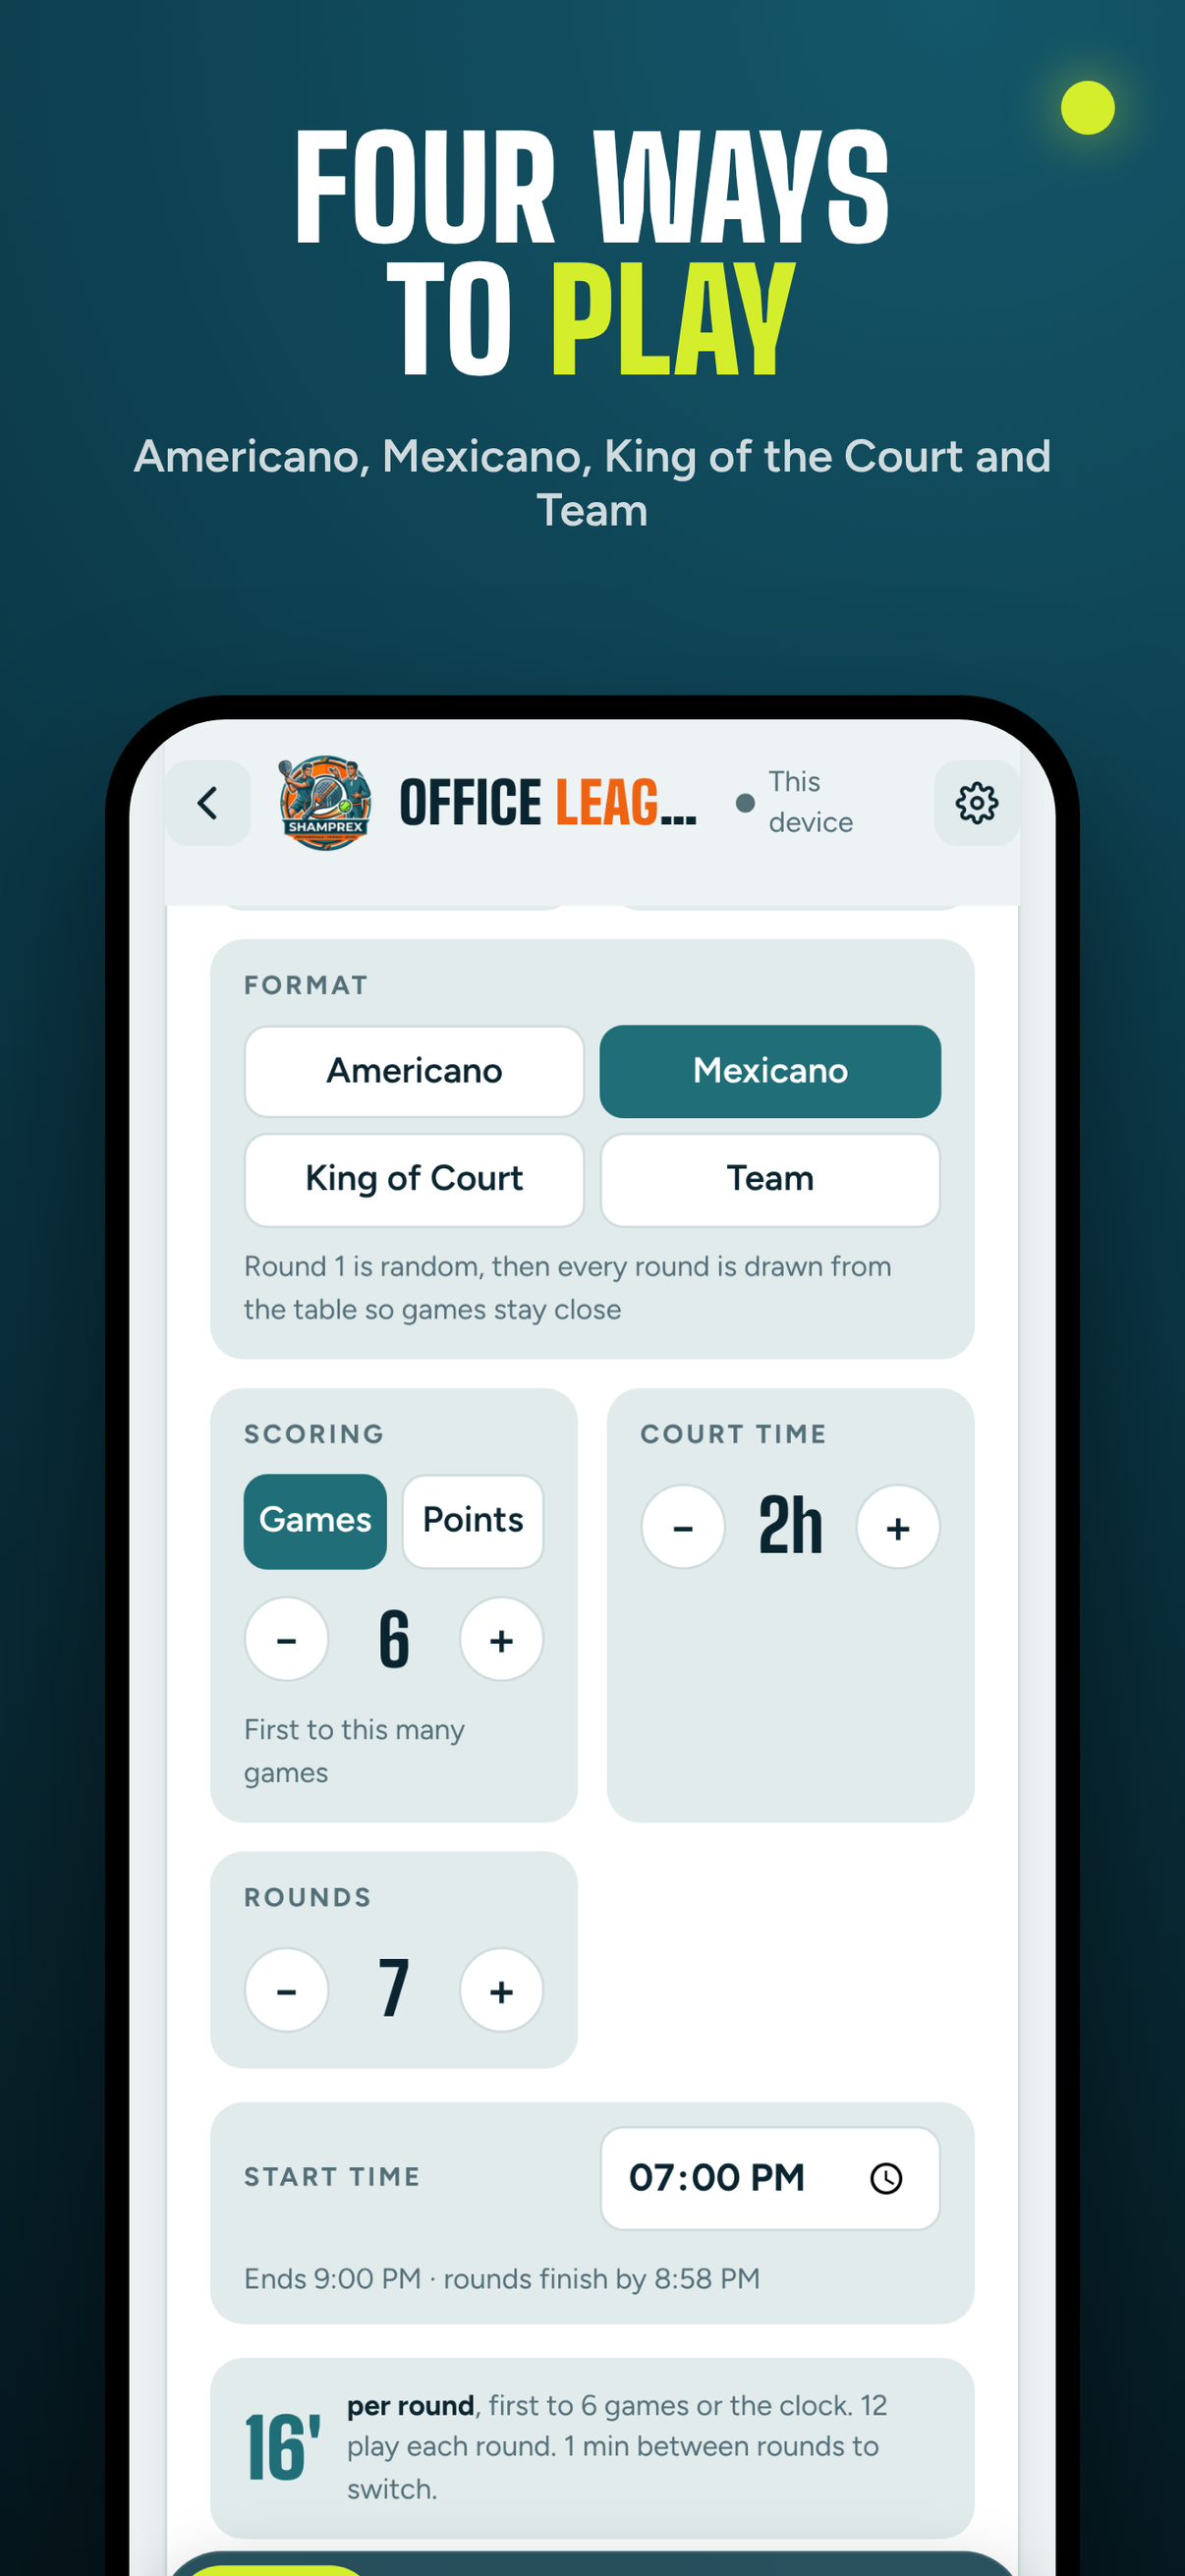 FOUR WAYS
TO PLAY
Americano, Mexicano, King of the Court and
Team
SHAMPREX
OFFICE LEAG...
This
device
FORMAT
Americano
Mexicano
King of Court
Team
Round 1 is random, then every round is drawn from
the table so games stay close
SCORING
Games
Points
-
6
+
First to this many
games
COURT TIME
-
2h
+
ROUNDS
-
7
+
START TIME
07:00 PM
Ends 9:00 PM · rounds finish by 8:58 PM
16'
per round, first to 6 games or the clock. 12
play each round. 1 min between rounds to
switch.